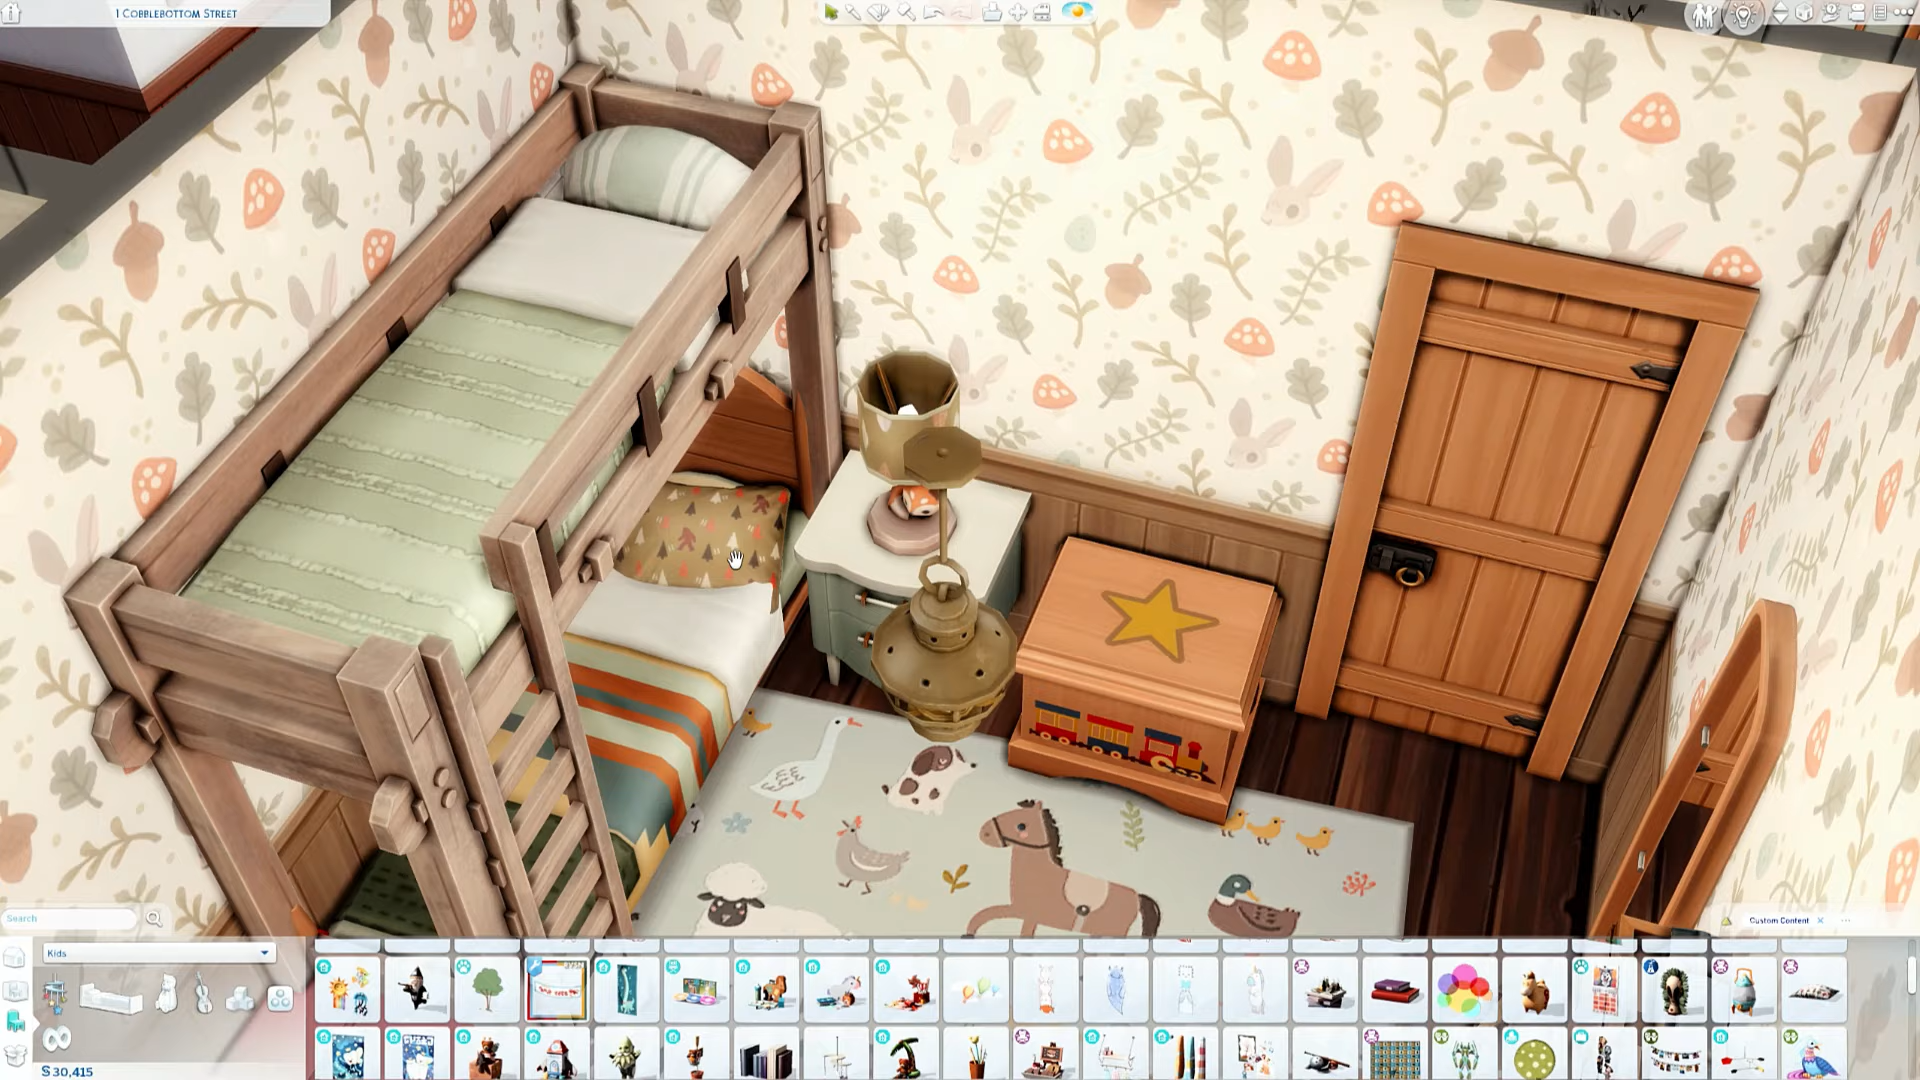 1 COBBLEBOTTOM STREET
Search
Custom Content
Kids
§30,415